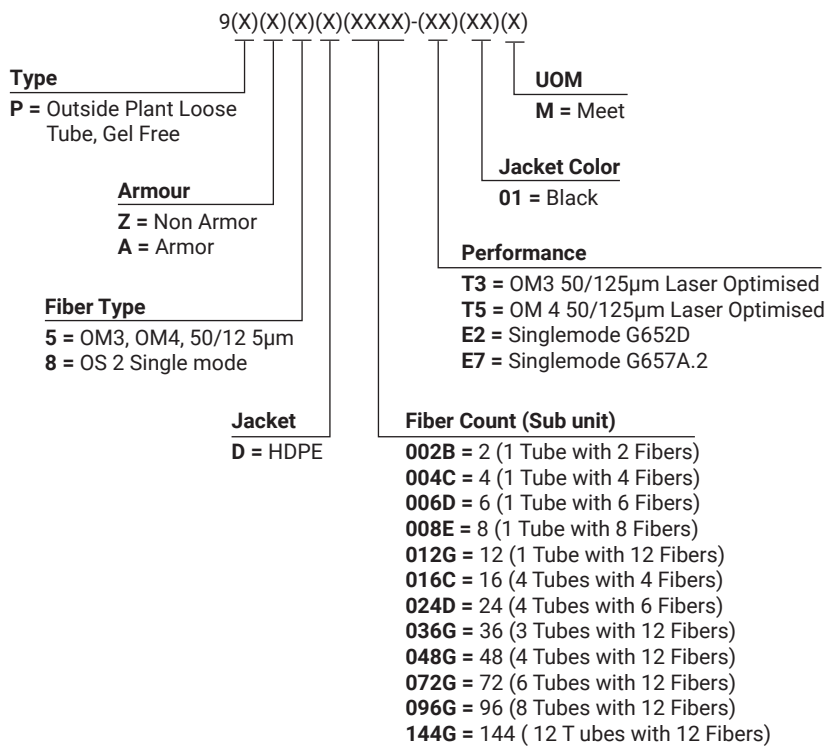 9(X)(X)(X)(X)(XXXX)-(XX)(XX)(X)
Type
P = Outside Plant Loose
Tube, Gel Free
UOM
M = Meet
Armour
Z = Non Armor
A = Armor
Jacket Color
01 = Black
Fiber Type
5 = OM3, OM4, 50/12 5µm
8 = OS 2 Single mode
Performance
T3 = OM3 50/125µm Laser Optimised
T5 = OM 4 50/125µm Laser Optimised
E2 = Singlemode G652D
E7 = Singlemode G657A.2
Jacket
D = HDPE
Fiber Count (Sub unit)
002B = 2 (1 Tube with 2 Fibers)
004C = 4 (1 Tube with 4 Fibers)
006D = 6 (1 Tube with 6 Fibers)
008E = 8 (1 Tube with 8 Fibers)
012G = 12 (1 Tube with 12 Fibers)
016C = 16 (4 Tubes with 4 Fibers)
024D = 24 (4 Tubes with 6 Fibers)
036G = 36 (3 Tubes with 12 Fibers)
048G = 48 (4 Tubes with 12 Fibers)
072G = 72 (6 Tubes with 12 Fibers)
096G = 96 (8 Tubes with 12 Fibers)
144G = 144 ( 12 T ubes with 12 Fibers)